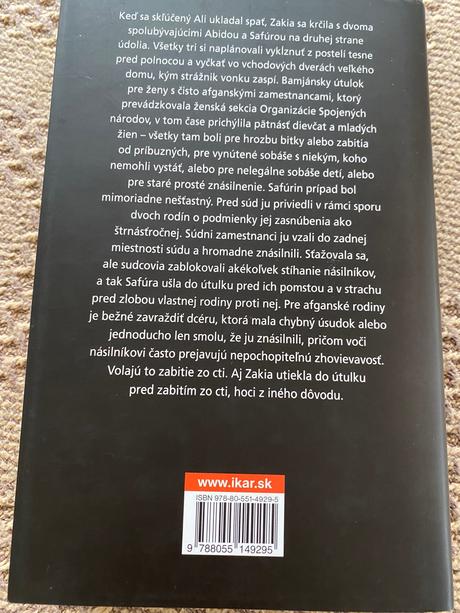 Keď sa skľúčený Ali ukladal spať, Zakia sa krčila s dvoma
spolubývajúcimi Abidou a Safúrou na druhej strane
údolia. Všetky tri si naplánovali vykĺznuť z postelí tesne
pred polnocou a vyčkať vo vchodových dverách veľkého
domu, kým strážnik vonku zaspí. Bamjánsky útulok
pre ženy s čisto afganskými zamestnancami, ktorý
prevádzkovala ženská sekcia Organizácie Spojených
národov, v tom čase prichýlila pätnásť dievčat a mladých
žien – všetky tam boli pre hrozbu bitky alebo zabitia
od príbuzných, pre vynútené sobáše s niekým, koho
nemohli vystáť, alebo pre nelegálne sobáše detí, alebo
pre staré prosté znásilnenie. Safúrin prípad bol
mimoriadne nešťastný. Pred súd ju priviedli v rámci sporu
dvoch rodín o podmienky jej zasnúbenia ako
štrnásťročnej. Súdni zamestnanci ju vzali do zadnej
miestnosti súdu a hromadne znásilnili. Sťažovala sa,
ale sudcovia zablokovali akékoľvek stíhanie násilníkov,
a tak Safúra ušla do útulku pred ich pomstou a v strachu
pred zlobou vlastnej rodiny proti nej. Pre afganské rodiny
je bežné zavraždiť dcéru, ktorá mala chybný úsudok alebo
jednoducho len smolu, že ju znásilnili, pričom voči
násilníkovi často prejavujú nepochopiteľnú zhovievavosť.
Volajú to zabitie zo cti. Aj Zakia utiekla do útulku
pred zabitím zo cti, hoci z iného dôvodu.
www.ikar.sk
ISBN 978-80-551-4929-5
9 788055 149295